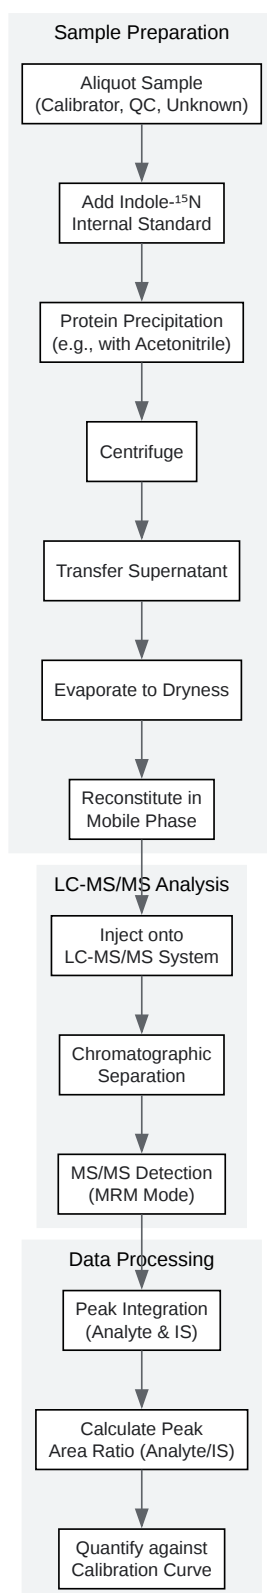 Sample Preparation
Aliquot Sample
(Calibrator, QC, Unknown)
Add Indole-¹⁵N
Internal Standard
Protein Precipitation
(e.g., with Acetonitrile)
Centrifuge
Transfer Supernatant
Evaporate to Dryness
Reconstitute in
Mobile Phase
LC-MS/MS Analysis
Inject onto
LC-MS/MS System
Chromatographic
Separation
MS/MS Detection
(MRM Mode)
Data Processing
Peak Integration
(Analyte & IS)
Calculate Peak
Area Ratio (Analyte/IS)
Quantify against
Calibration Curve